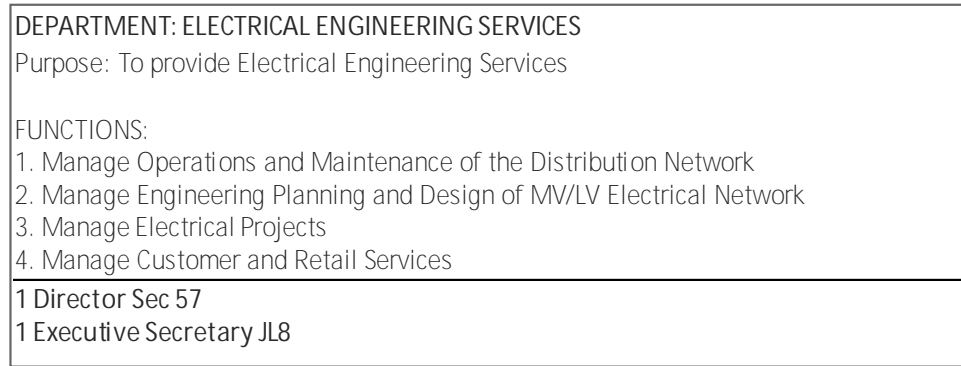 DEPARTMENT: ELECTRICAL ENGINEERING SERVICES
Purpose: To provide Electrical Engineering Services
FUNCTIONS:
1. Manage Operations and Maintenance of the Distribution Network
2. Manage Engineering Planning and Design of MV/LV Electrical Network
3. Manage Electrical Projects
4. Manage Customer and Retail Services
1 Director Sec 57
1 Executive Secretary JL8